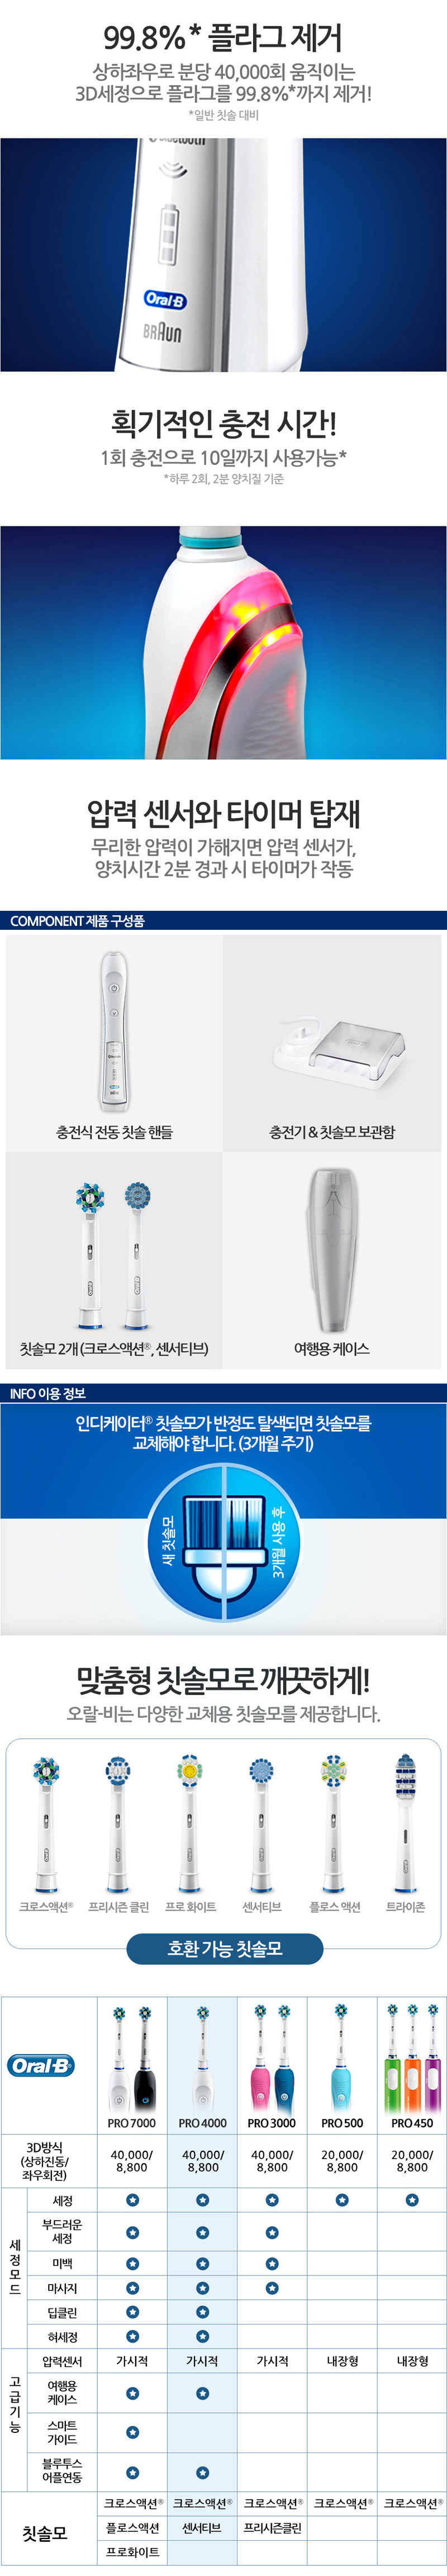 99.8%* 플라그 제거
상하좌우로 분당 40,000회 움직이는
3D세정으로 플라그를 99.8%*까지 제거!
*일반 칫솔 대비
Bluetooth
Oral-B
BRAUN
획기적인 충전 시간!
1회 충전으로 10일까지 사용가능*
*하루 2회, 2분 양치질 기준
압력 센서와 타이머 탑재
무리한 압력이 가해지면 압력 센서가,
양치시간 2분 경과 시 타이머가 작동
COMPONENT 제품 구성품
충전식 전동 칫솔 핸들
충전기 & 칫솔모 보관함
칫솔모 2개 (크로스액션®, 센서티브)
여행용 케이스
INFO 이용 정보
인디케이터® 칫솔모가 반정도 탈색되면 칫솔모를
교체해야 합니다. (3개월 주기)
새 칫솔모
3개월 사용 후
맞춤형 칫솔모로 깨끗하게!
오랄-비는 다양한 교체용 칫솔모를 제공합니다.
크로스액션® 프리시즌 클린 프로 화이트 센서티브 플로스 액션 트라이존
호환 가능 칫솔모
Oral-B
PRO 7000 PRO 4000 PRO 3000 PRO 500 PRO 450
3D방식
(상하진동/
좌우회전)
40,000/
8,800
40,000/
8,800
40,000/
8,800
20,000/
8,800
20,000/
8,800
세정모드
세정
부드러운
세정
미백
마사지
딥클린
혀세정
고급기능
압력센서 가시적 가시적 가시적 내장형 내장형
여행용
케이스
스마트
가이드
블루투스
어플연동
칫솔모
크로스액션® 크로스액션® 크로스액션® 크로스액션® 크로스액션®
플로스액션 센서티브 프리시즌클린
프로화이트